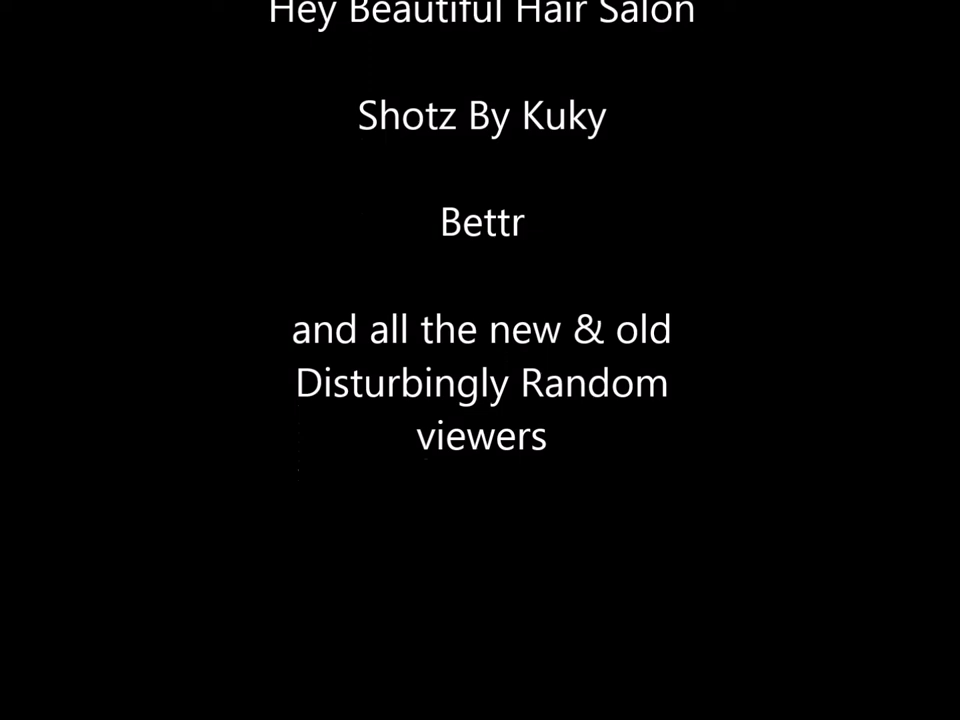 Hey Beautiful Hair Salon
Shotz By Kuky
Bettr
and all the new & old
Disturbingly Random
viewers